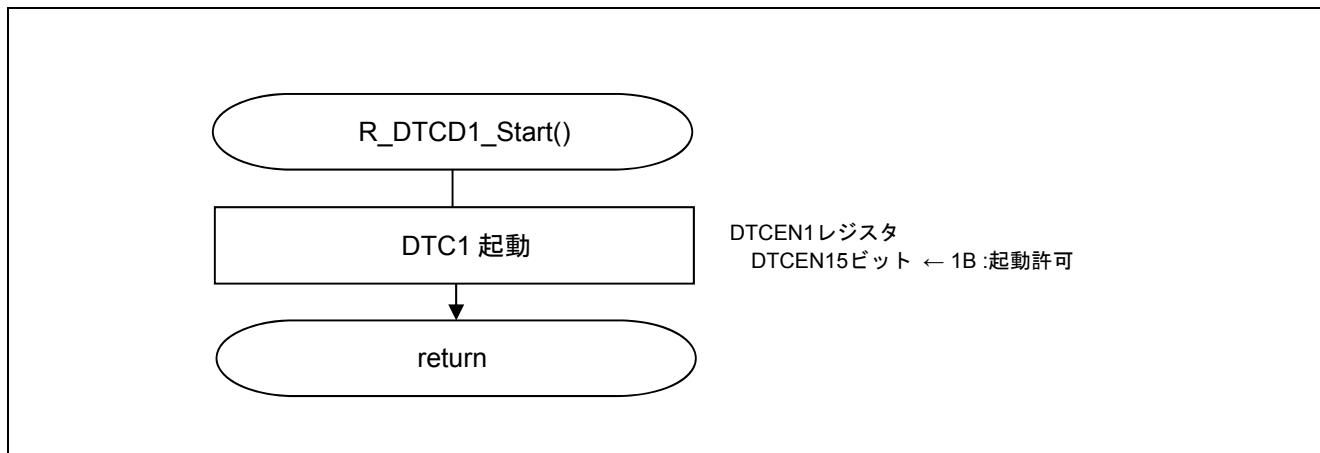 R_DTCD1_Start()
DTC1 起動
DTCEN1レジスタ
DTCEN15ビット ← 1B :起動許可
return